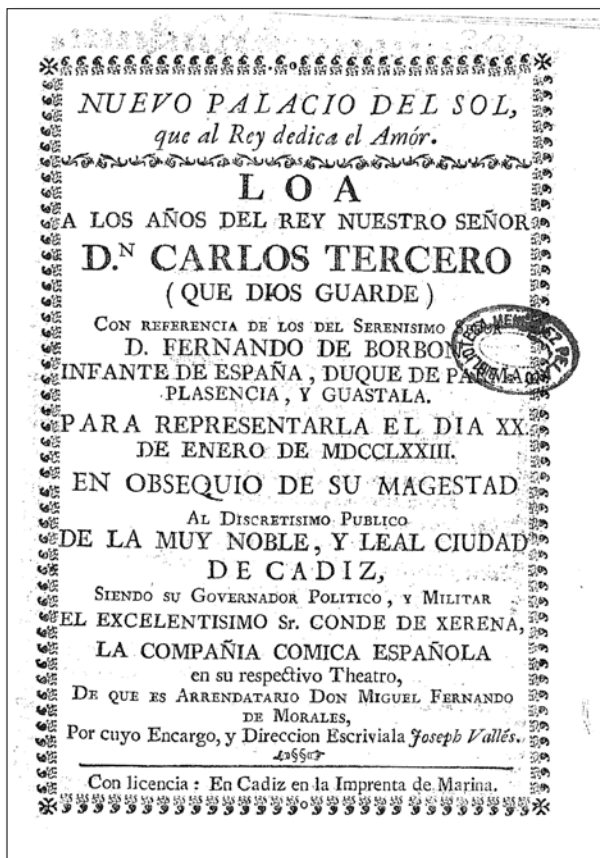 NUEVO PALACIO DEL SOL,
que al Rey dedica el Amór.
LOA
A LOS AÑOS DEL REY NUESTRO SEÑOR
D.N CARLOS TERCERO
( QUE DIOS GUARDE )
CON REFERENCIA DE LOS DEL SERENISIMO SEÑOR
D. FERNANDO DE BORBON
INFANTE DE ESPAÑA, DUQUE DE PARMA,
PLASENCIA, Y GUASTALA.
PARA REPRESENTARLA EL DIA XX.
DE ENERO DE MDCCLXXIII.
EN OBSEQUIO DE SU MAGESTAD
AL DISCRETISIMO PUBLICO
DE LA MUY NOBLE, Y LEAL CIUDAD
DE CADIZ,
SIENDO SU GOVERNADOR POLITICO, Y MILITAR
EL EXCELENTISIMO Sr. CONDE DE XERENA,
LA COMPAÑIA COMICA ESPAÑOLA
en su respectivo Theatro,
DE QUE ES ARRENDATARIO DON MIGUEL FERNANDO
DE MORALES,
Por cuyo Encargo, y Direccion Escriviala Joseph Vallés.
Con licencia : En Cadiz en la Imprenta de Marina.